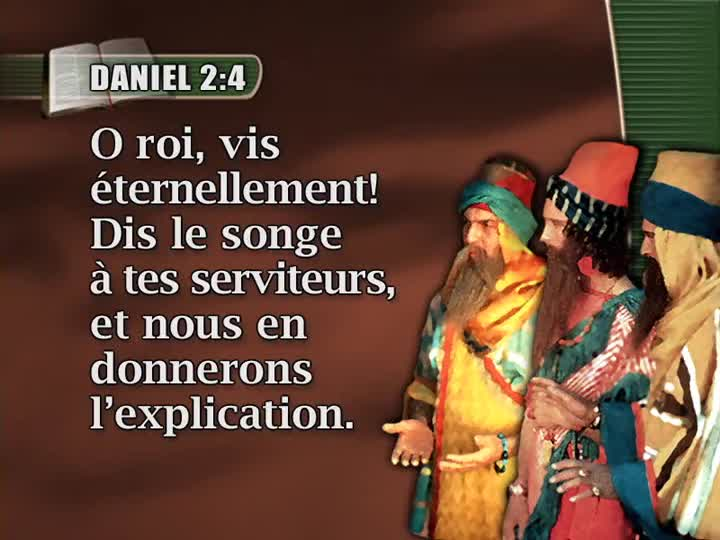 DANIEL 2:4
O roi, vis
éternellement!
Dis le songe
à tes serviteurs,
et nous en
donnerons
l'explication.